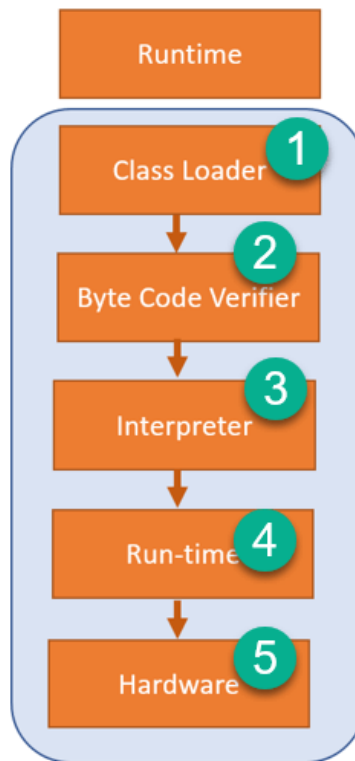 Runtime
1
Class Loader
2
Byte Code Verifier
3
Interpreter
4
Run-time
5
Hardware